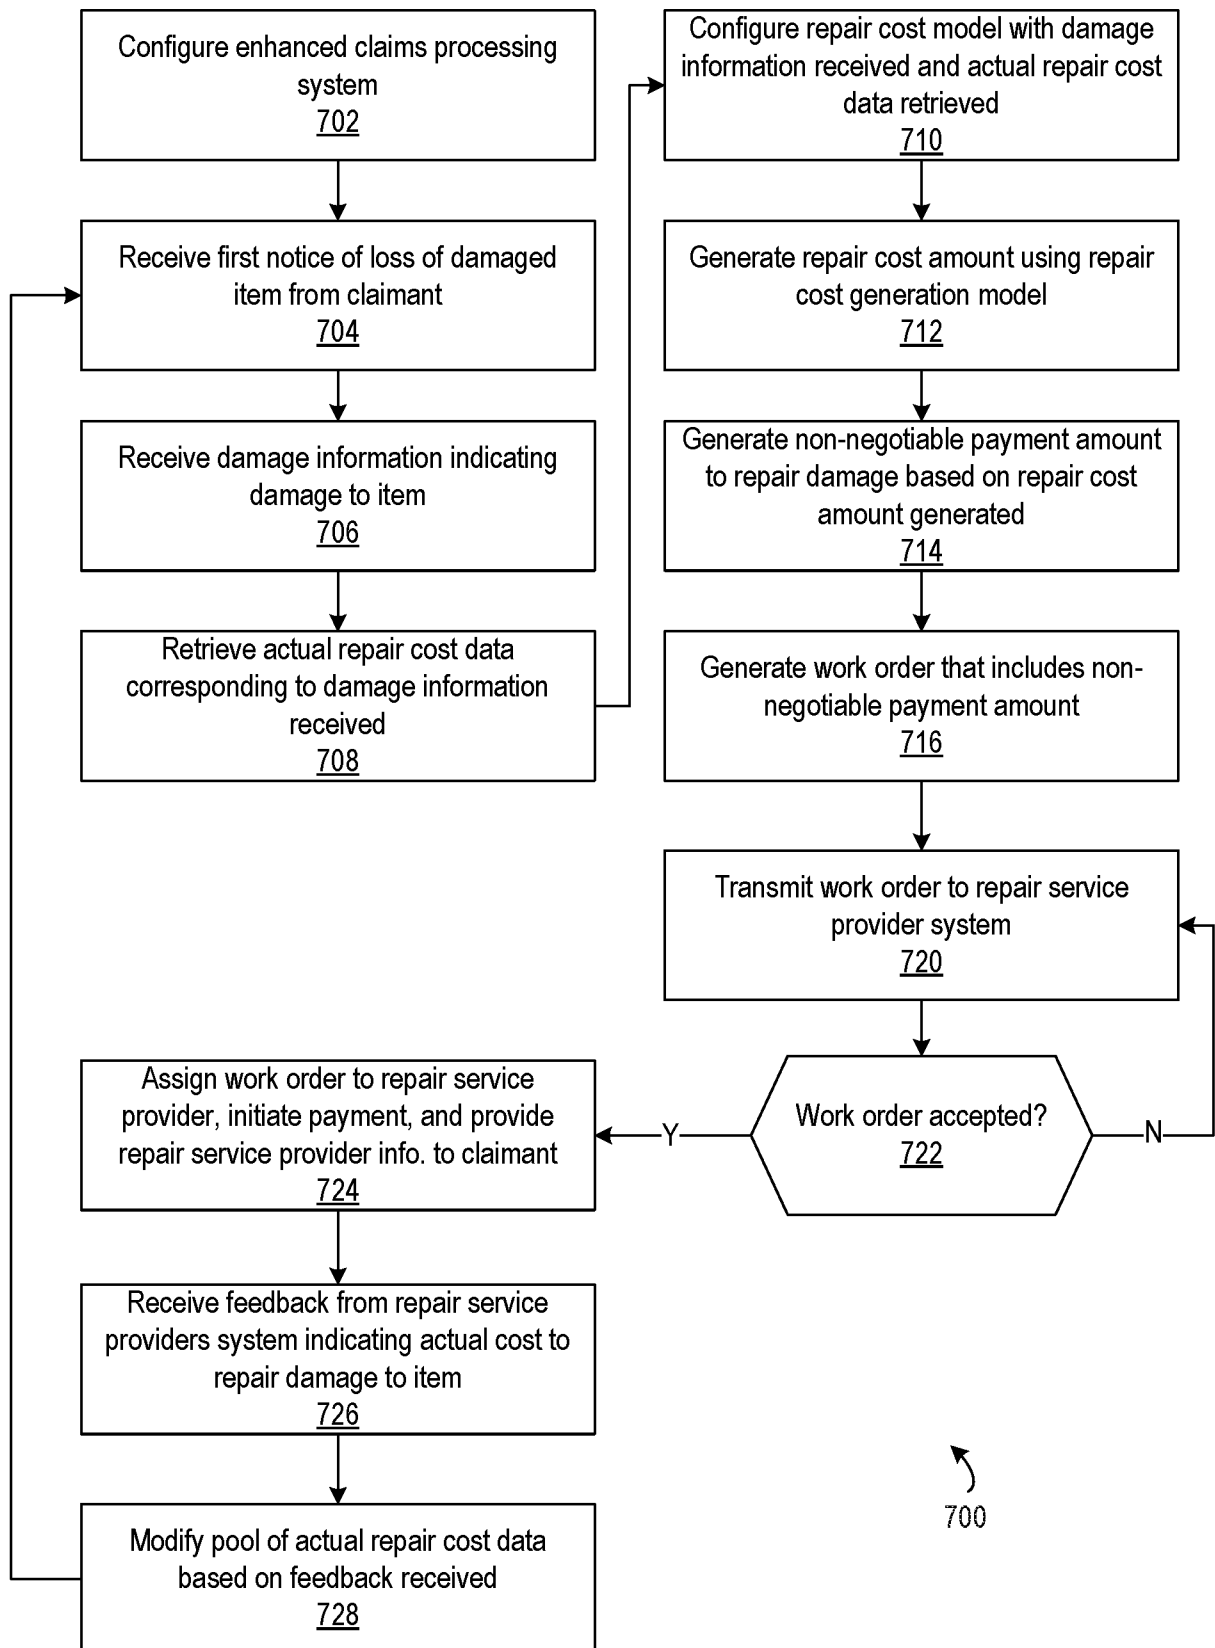 Configure enhanced claims processing
system
702
Receive first notice of loss of damaged
item from claimant
704
Receive damage information indicating
damage to item
706
Retrieve actual repair cost data
corresponding to damage information
received
708
Configure repair cost model with damage
information received and actual repair cost
data retrieved
710
Generate repair cost amount using repair
cost generation model
712
Generate non-negotiable payment amount
to repair damage based on repair cost
amount generated
714
Generate work order that includes non-
negotiable payment amount
716
Transmit work order to repair service
provider system
720
Work order accepted?
722
Y
N
Assign work order to repair service
provider, initiate payment, and provide
repair service provider info. to claimant
724
Receive feedback from repair service
providers system indicating actual cost to
repair damage to item
726
Modify pool of actual repair cost data
based on feedback received
728
700